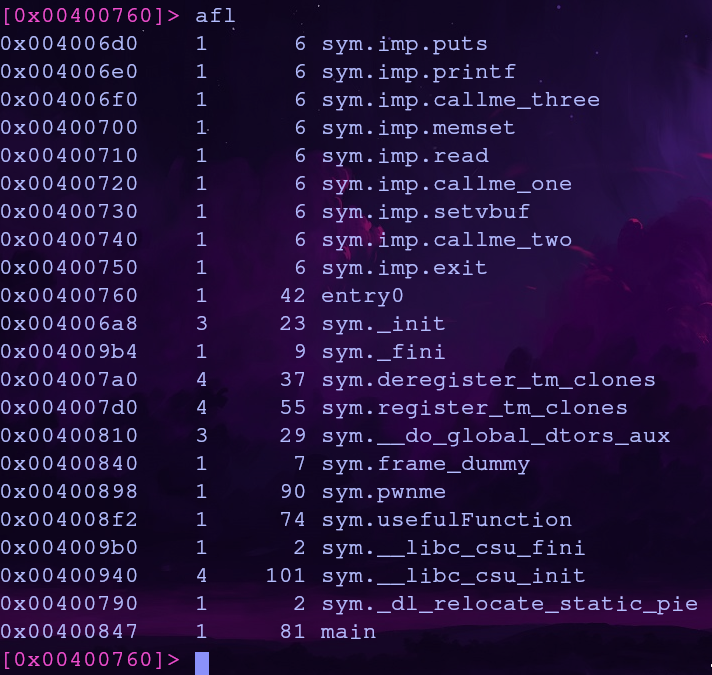 [0x00400760]> afl
0x004006d0    1      6 sym.imp.puts
0x004006e0    1      6 sym.imp.printf
0x004006f0    1      6 sym.imp.callme_three
0x00400700    1      6 sym.imp.memset
0x00400710    1      6 sym.imp.read
0x00400720    1      6 sym.imp.callme_one
0x00400730    1      6 sym.imp.setvbuf
0x00400740    1      6 sym.imp.callme_two
0x00400750    1      6 sym.imp.exit
0x00400760    1     42 entry0
0x004006a8    3     23 sym._init
0x004009b4    1      9 sym._fini
0x004007a0    4     37 sym.deregister_tm_clones
0x004007d0    4     55 sym.register_tm_clones
0x00400810    3     29 sym.__do_global_dtors_aux
0x00400840    1      7 sym.frame_dummy
0x00400898    1     90 sym.pwnme
0x004008f2    1     74 sym.usefulFunction
0x004009b0    1      2 sym.__libc_csu_fini
0x00400940    4    101 sym.__libc_csu_init
0x00400790    1      2 sym._dl_relocate_static_pie
0x00400847    1     81 main
[0x00400760]>